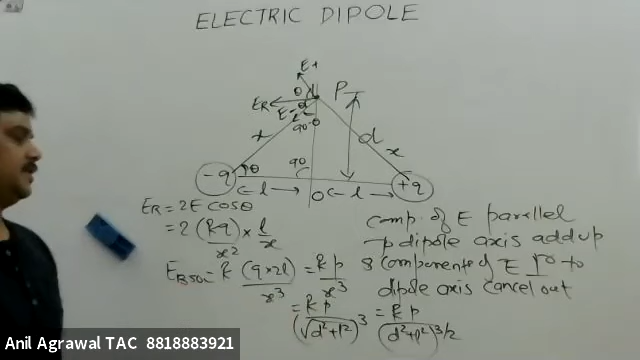 ELECTRIC DIPOLE
E+
θ
ER P
E-
90-θ
x d x
-q θ 90 +q
← l → O ← l →
ER = 2E cosθ
= 2 (kq)/x² × l/x
EBroad = k (q×2l)/x³ = kp/x³
= kp/(√d²+l²)³ = kp/(d²+l²)^3/2
comp. of E parallel
to dipole axis add up
& components of E ⊥r to
dipole axis cancel out
Anil Agrawal TAC 8818883921